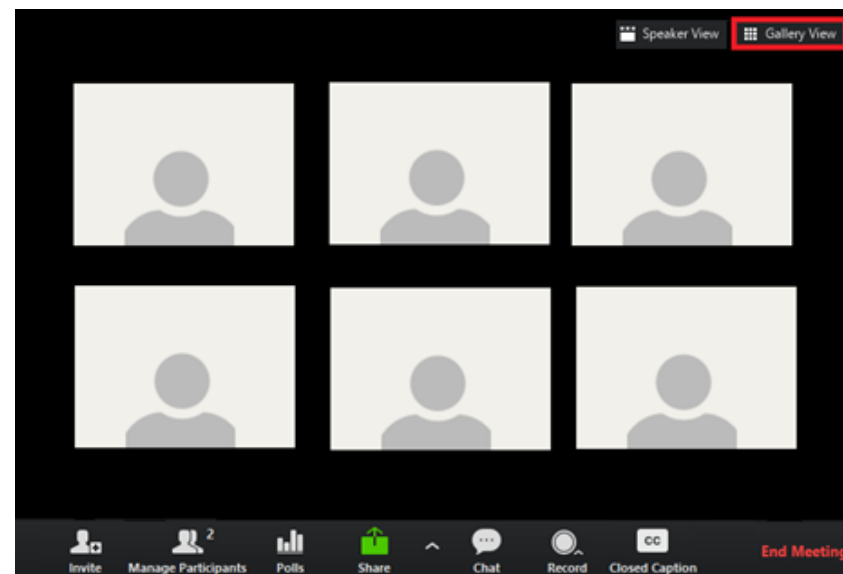 Speaker View
Gallery View
2
CC
Invite
Manage Participants
Polls
Share
Chat
Record
Closed Caption
End Meeting